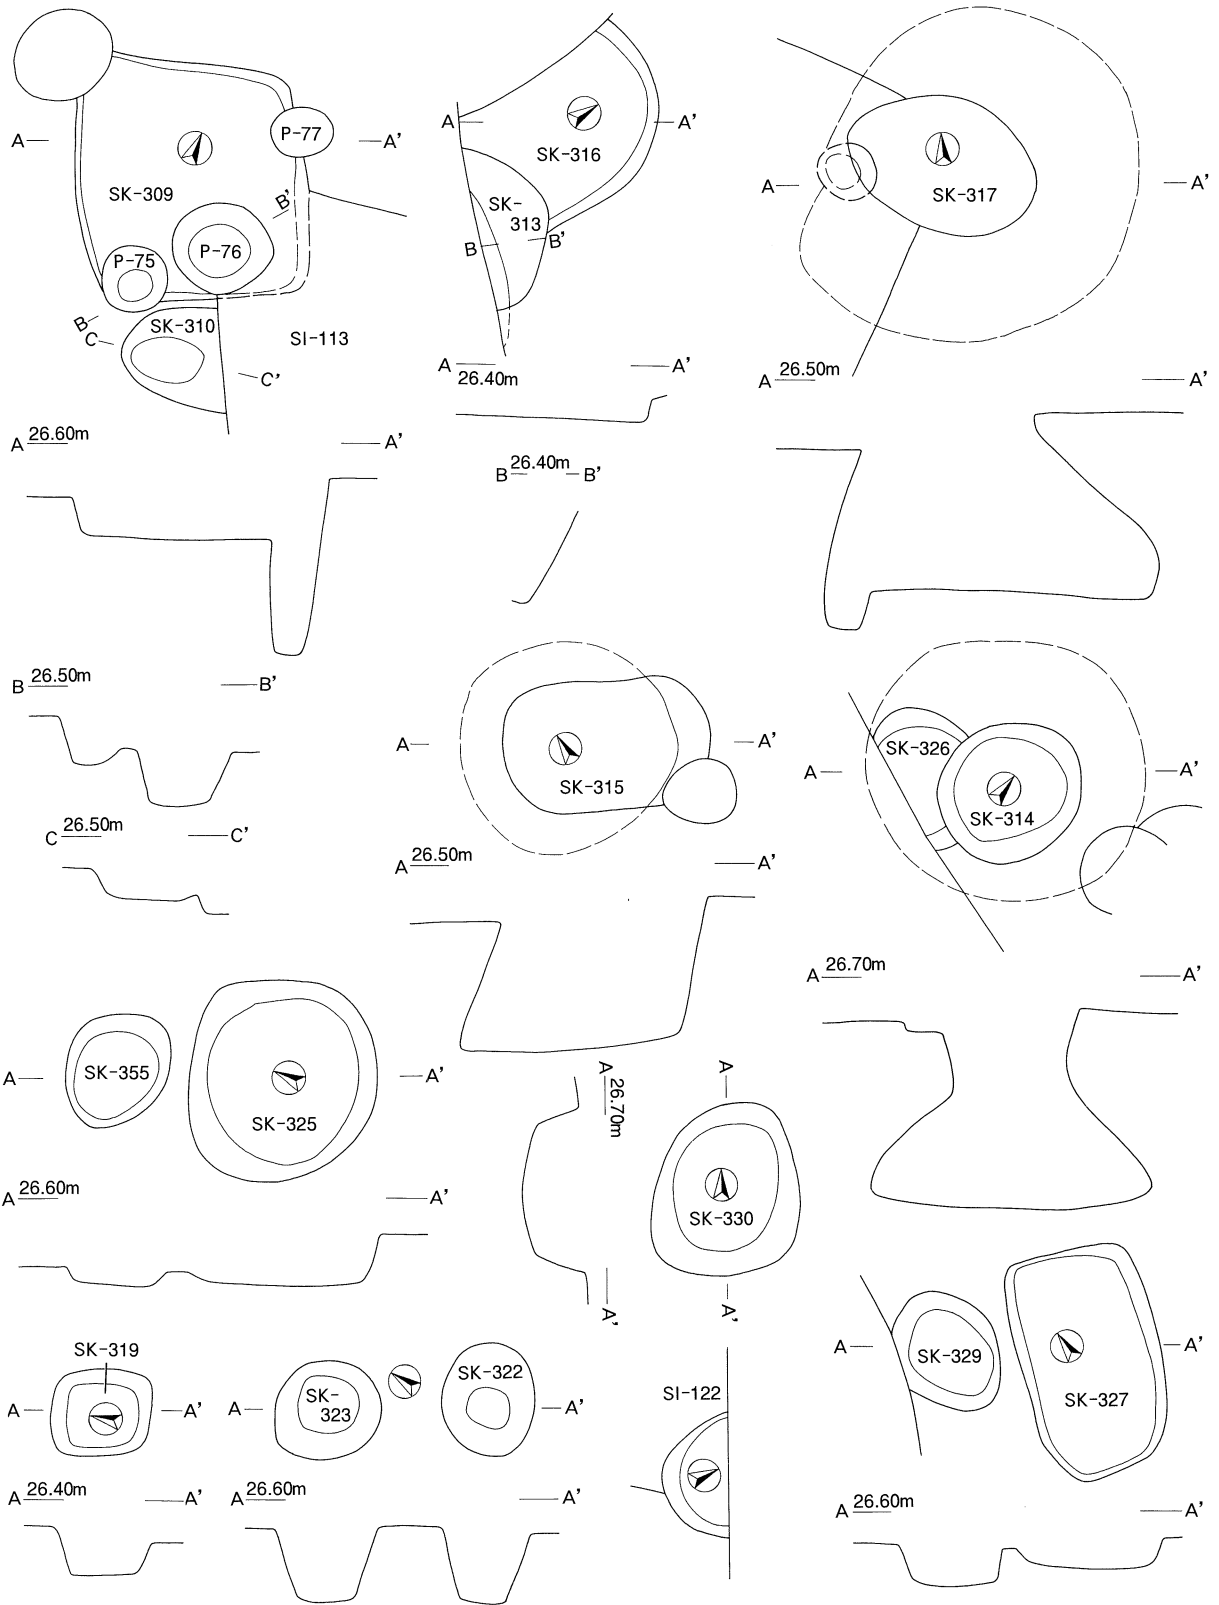 P-77
A
A'
SK-309
B'
P-76
P-75
B
C
SK-310
SI-113
C'
A 26.60m
A'
B 26.50m
B'
C 26.50m
C'
A
A'
SK-316
SK-
313
B
B'
A
26.40m
A'
B 26.40m B'
A
A'
SK-317
A 26.50m
A'
A
A'
SK-315
A 26.50m
A'
SK-326
A
A'
SK-314
A 26.70m
A'
SK-355
A
A'
SK-325
A 26.60m
A'
A 26.70m
A'
A
SK-330
A'
SK-319
A
A'
A 26.40m
A'
A
SK-
323
SK-322
A'
A 26.60m
A'
SI-122
A
SK-329
A'
SK-327
A 26.60m
A'